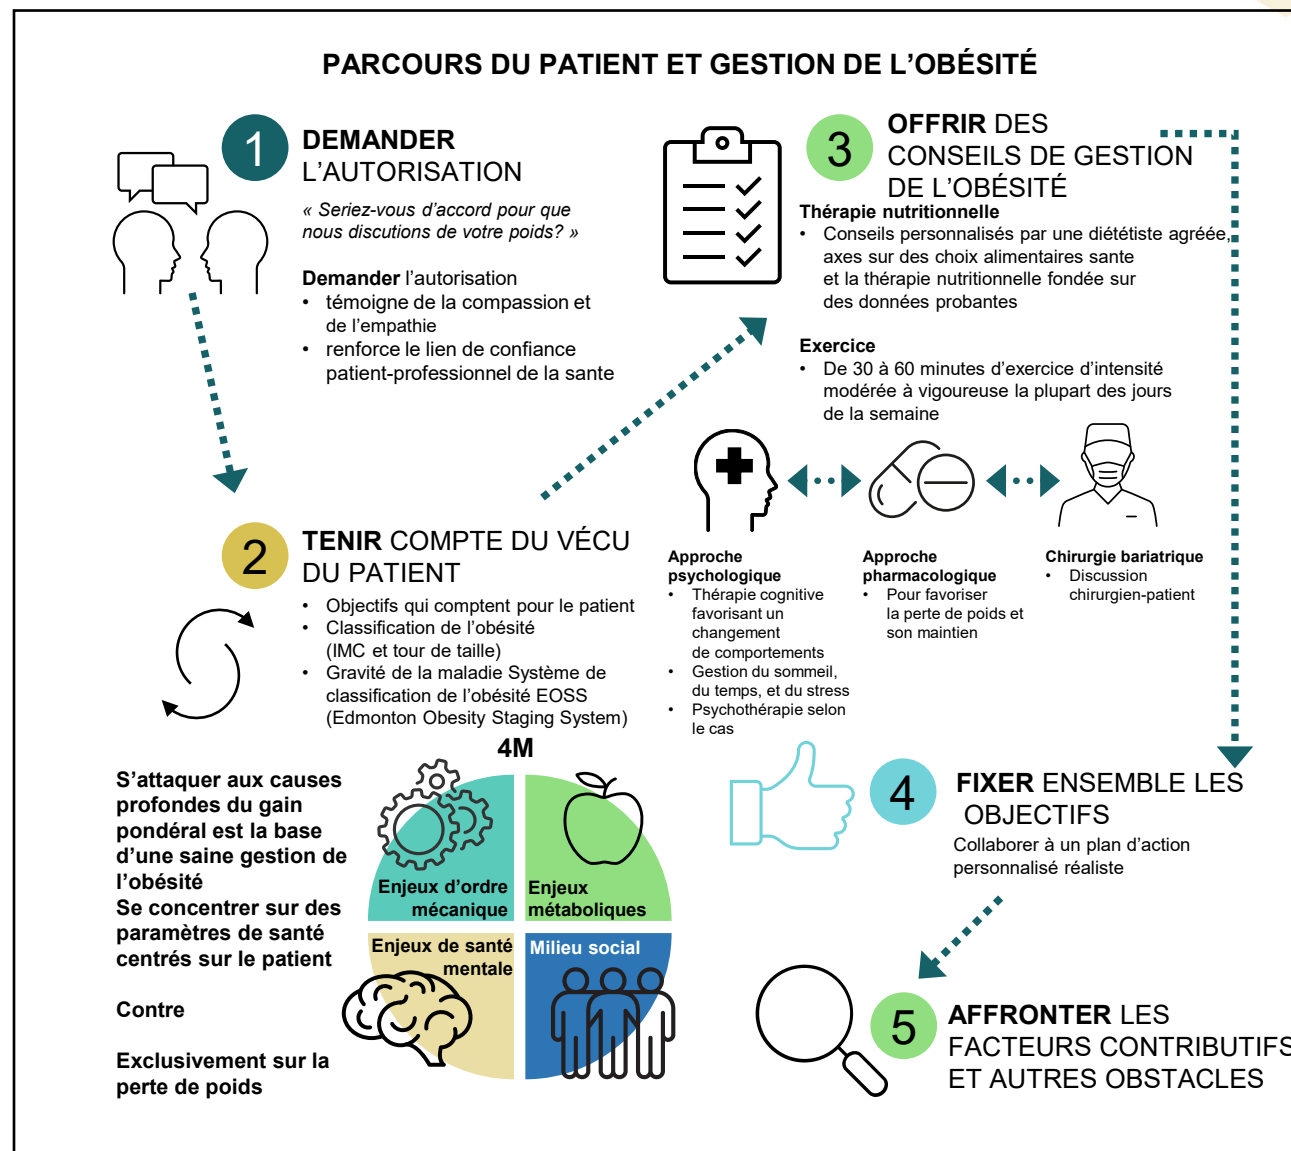 PARCOURS DU PATIENT ET GESTION DE L'OBÉSITÉ
1
DEMANDER
L'AUTORISATION
« Seriez-vous d'accord pour que
nous discutions de votre poids? »
Demander l'autorisation
• témoigne de la compassion et
de l'empathie
• renforce le lien de confiance
patient-professionnel de la sante
2
TENIR COMPTE DU VÉCU
DU PATIENT
• Objectifs qui comptent pour le patient
• Classification de l'obésité
(IMC et tour de taille)
• Gravité de la maladie Système de
classification de l'obésité EOSS
(Edmonton Obesity Staging System)
4M
Enjeux d'ordre
mécanique
Enjeux
métaboliques
Enjeux de santé
mentale
Milieu social
S'attaquer aux causes
profondes du gain
pondéral est la base
d'une saine gestion de
l'obésité
Se concentrer sur des
paramètres de santé
centrés sur le patient
Contre
Exclusivement sur la
perte de poids
3
OFFRIR DES
CONSEILS DE GESTION
DE L'OBÉSITÉ
Thérapie nutritionnelle
• Conseils personnalisés par une diététiste agréée,
axes sur des choix alimentaires sante
et la thérapie nutritionnelle fondée sur
des données probantes
Exercice
• De 30 à 60 minutes d'exercice d'intensité
modérée à vigoureuse la plupart des jours
de la semaine
Approche
psychologique
• Thérapie cognitive
favorisant un
changement
de comportements
• Gestion du sommeil,
du temps, et du stress
• Psychothérapie selon
le cas
Approche
pharmacologique
• Pour favoriser
la perte de poids et
son maintien
Chirurgie bariatrique
• Discussion
chirurgien-patient
4
FIXER ENSEMBLE LES
OBJECTIFS
Collaborer à un plan d'action
personnalisé réaliste
5
AFFRONTER LES
FACTEURS CONTRIBUTIFS
ET AUTRES OBSTACLES